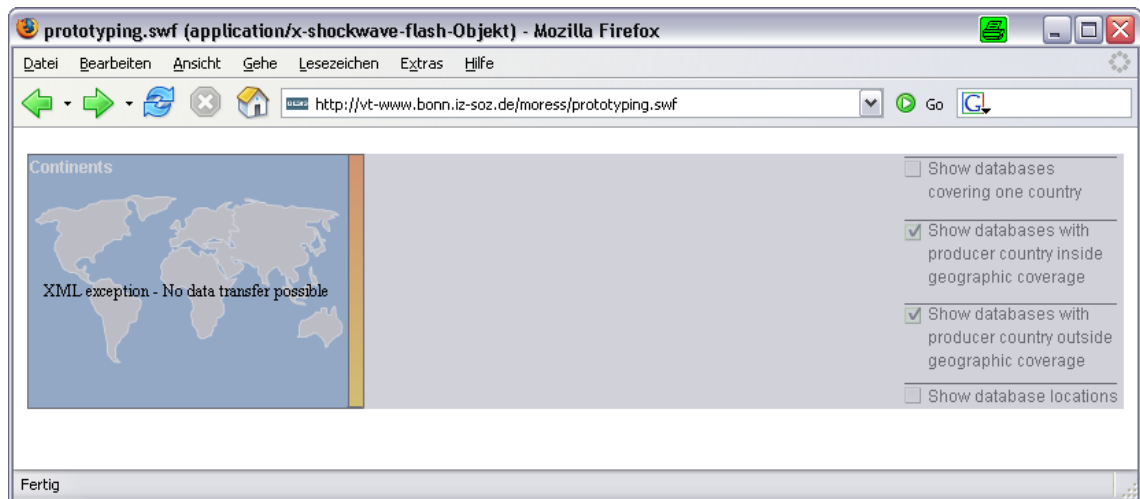 prototyping.swf (application/x-shockwave-flash-Objekt) - Mozilla Firefox
Datei Bearbeiten Ansicht Gehe Lesezeichen Extras Hilfe
http://vt-www.bonn.iz-soz.de/moress/prototyping.swf
Go
G
Continents
XML exception - No data transfer possible
Show databases
covering one country
Show databases with
producer country inside
geographic coverage
Show databases with
producer country outside
geographic coverage
Show database locations
Fertig